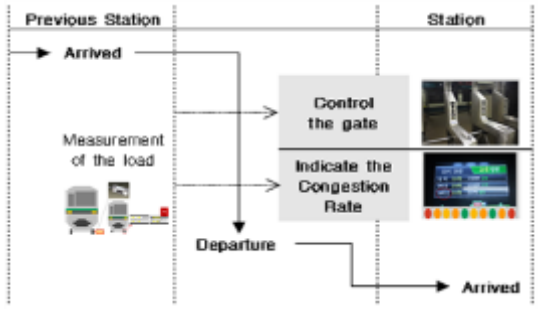 Previous Station
Station
Arrived
Control
the gate
Measurement
of the load
Indicate the
Congestion
Rate
Departure
Arrived